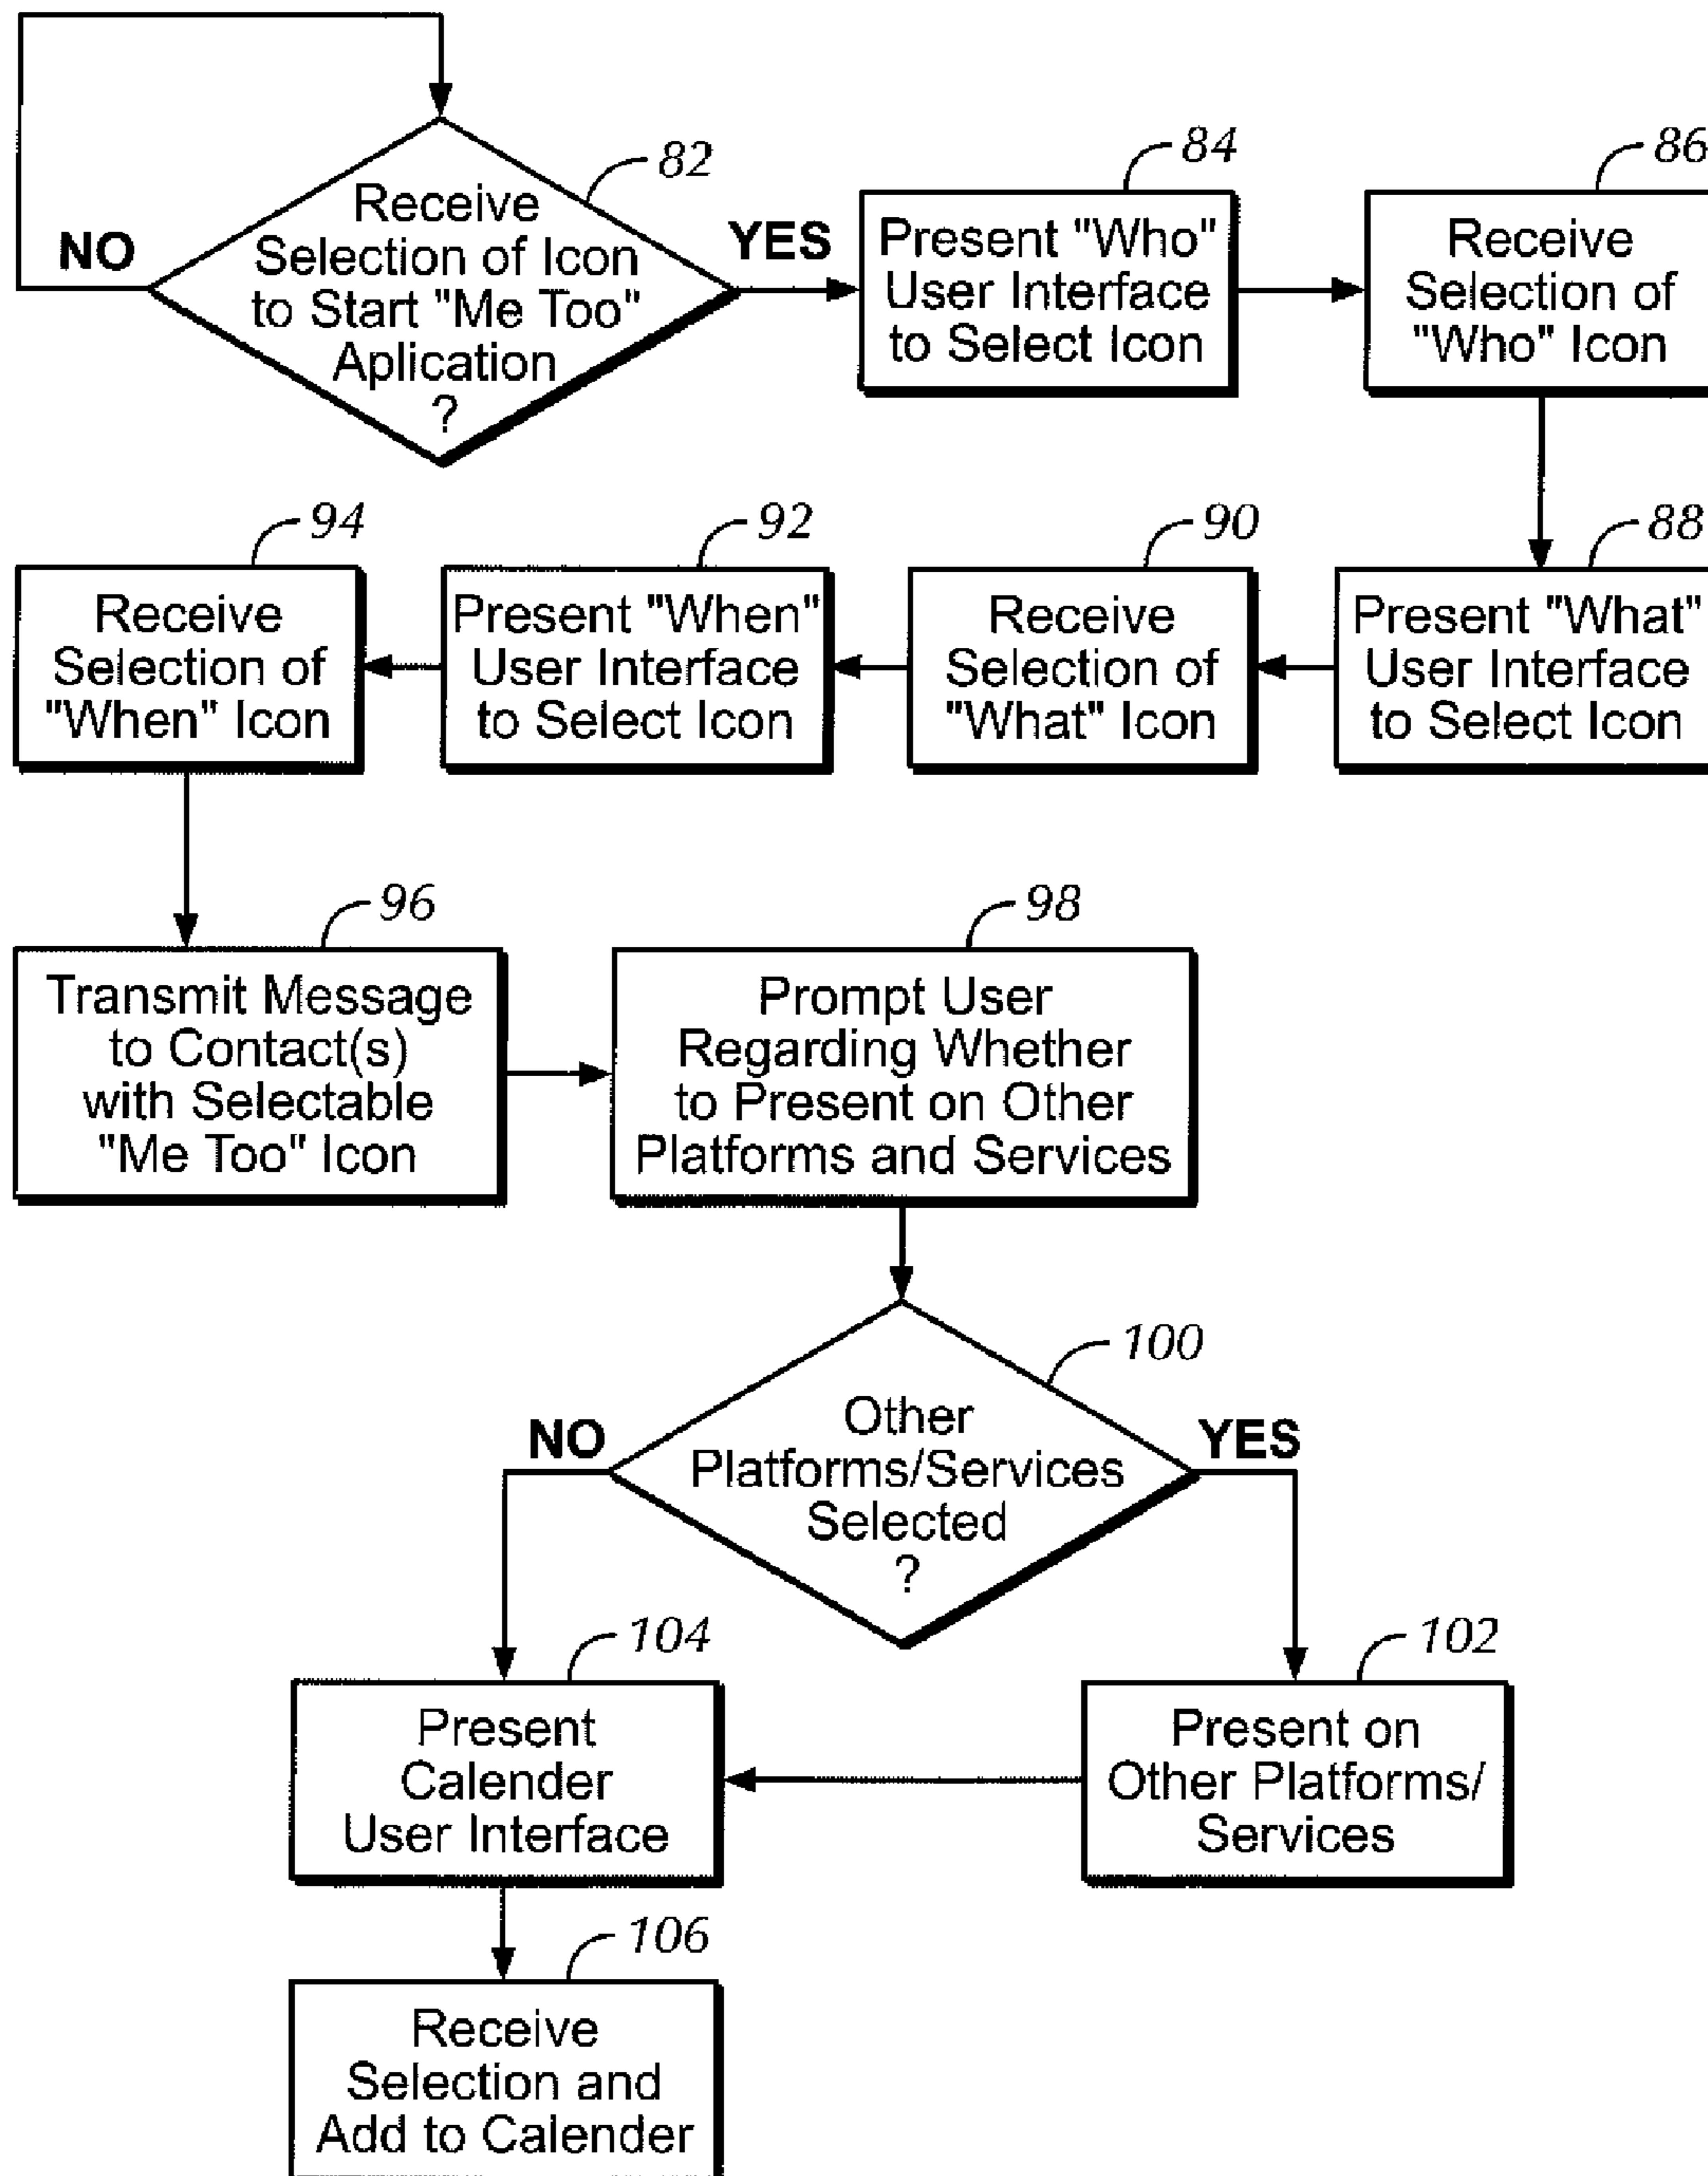 82
Receive
Selection of Icon
to Start "Me Too"
Aplication
?
NO
YES
84
Present "Who"
User Interface
to Select Icon
86
Receive
Selection of
"Who" Icon
88
Present "What"
User Interface
to Select Icon
90
Receive
Selection of
"What" Icon
92
Present "When"
User Interface
to Select Icon
94
Receive
Selection of
"When" Icon
96
Transmit Message
to Contact(s)
with Selectable
"Me Too" Icon
98
Prompt User
Regarding Whether
to Present on Other
Platforms and Services
100
Other
Platforms/Services
Selected
?
NO
YES
102
Present on
Other Platforms/
Services
104
Present
Calender
User Interface
106
Receive
Selection and
Add to Calender